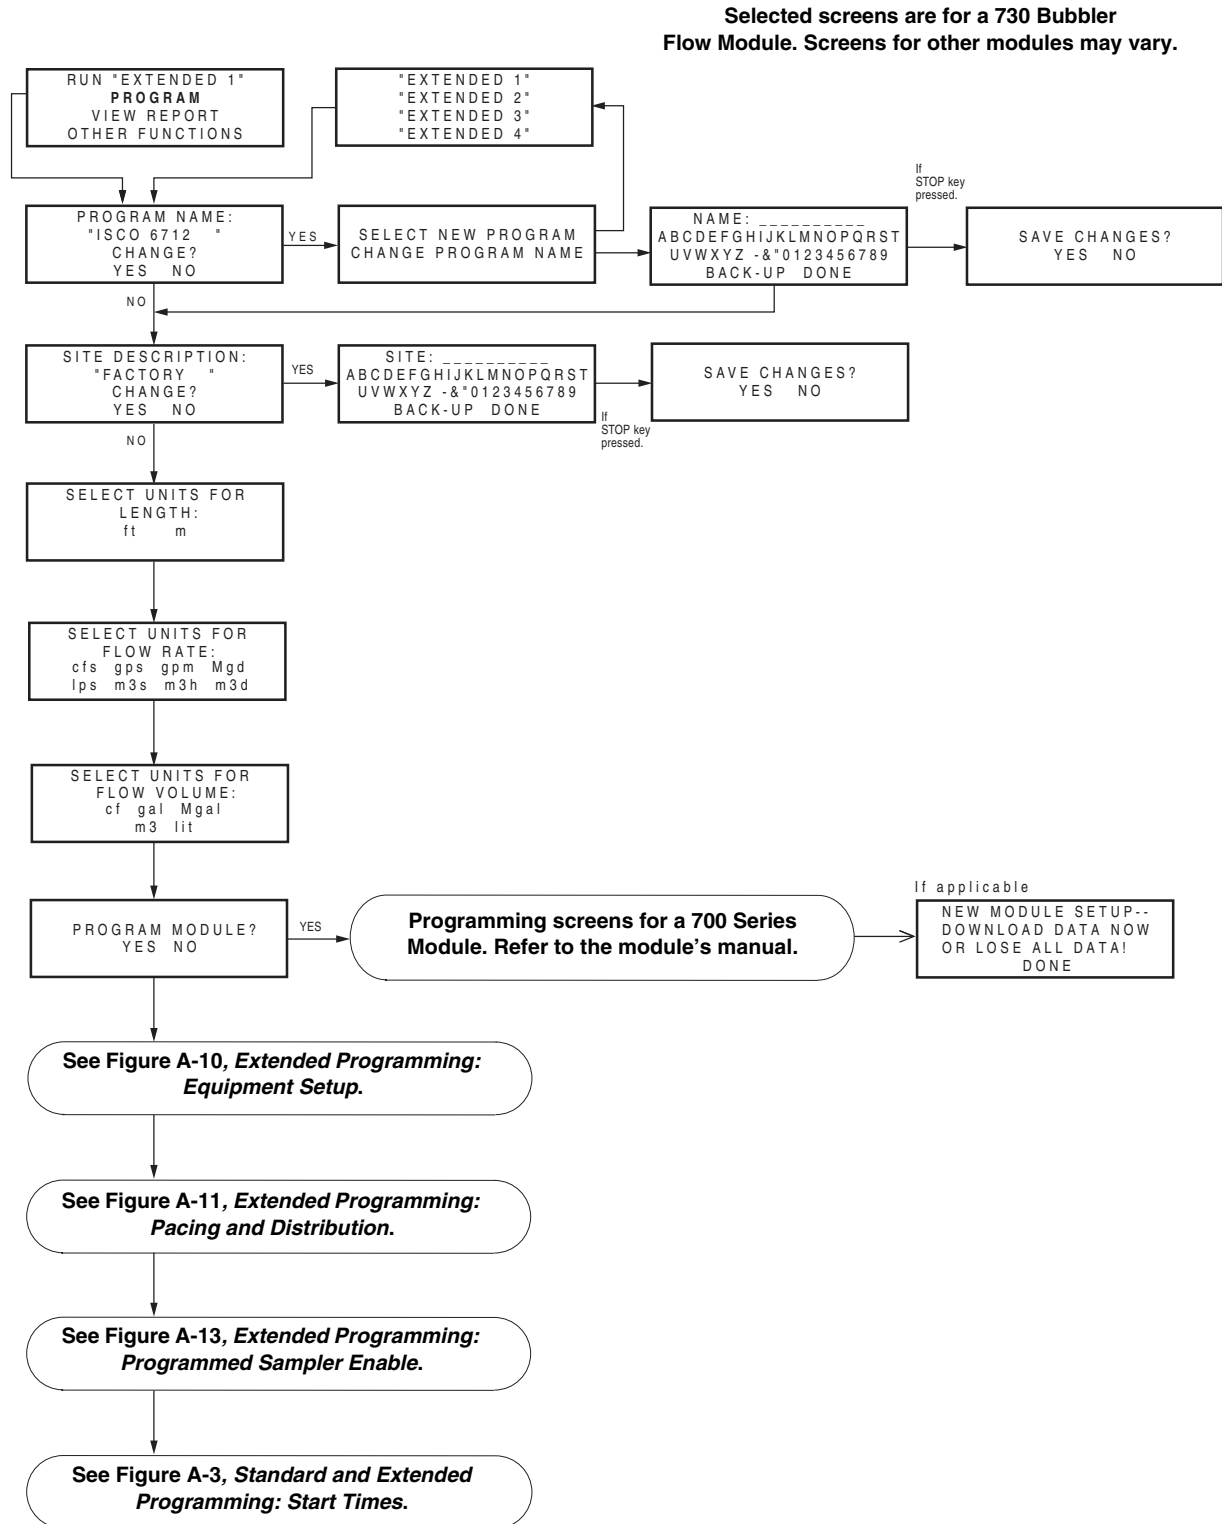 Selected screens are for a 730 Bubbler
Flow Module. Screens for other modules may vary.
RUN "EXTENDED 1"
PROGRAM
VIEW REPORT
OTHER FUNCTIONS
"EXTENDED 1"
"EXTENDED 2"
"EXTENDED 3"
"EXTENDED 4"
PROGRAM NAME:
"ISCO 6712 "
CHANGE?
YES NO
YES
SELECT NEW PROGRAM
CHANGE PROGRAM NAME
NAME: __________
ABCDEFGHIJKLMNOPQRST
UVWXYZ -&"0123456789
BACK-UP DONE
If
STOP key
pressed.
SAVE CHANGES?
YES NO
NO
SITE DESCRIPTION:
"FACTORY "
CHANGE?
YES NO
YES
SITE: __________
ABCDEFGHIJKLMNOPQRST
UVWXYZ -&"0123456789
BACK-UP DONE
If
STOP key
pressed.
SAVE CHANGES?
YES NO
NO
SELECT UNITS FOR
LENGTH:
ft m
SELECT UNITS FOR
FLOW RATE:
cfs gps gpm Mgd
lps m3s m3h m3d
SELECT UNITS FOR
FLOW VOLUME:
cf gal Mgal
m3 lit
PROGRAM MODULE?
YES NO
YES
Programming screens for a 700 Series
Module. Refer to the module's manual.
If applicable
NEW MODULE SETUP--
DOWNLOAD DATA NOW
OR LOSE ALL DATA!
DONE
See Figure A-10, Extended Programming:
Equipment Setup.
See Figure A-11, Extended Programming:
Pacing and Distribution.
See Figure A-13, Extended Programming:
Programmed Sampler Enable.
See Figure A-3, Standard and Extended
Programming: Start Times.